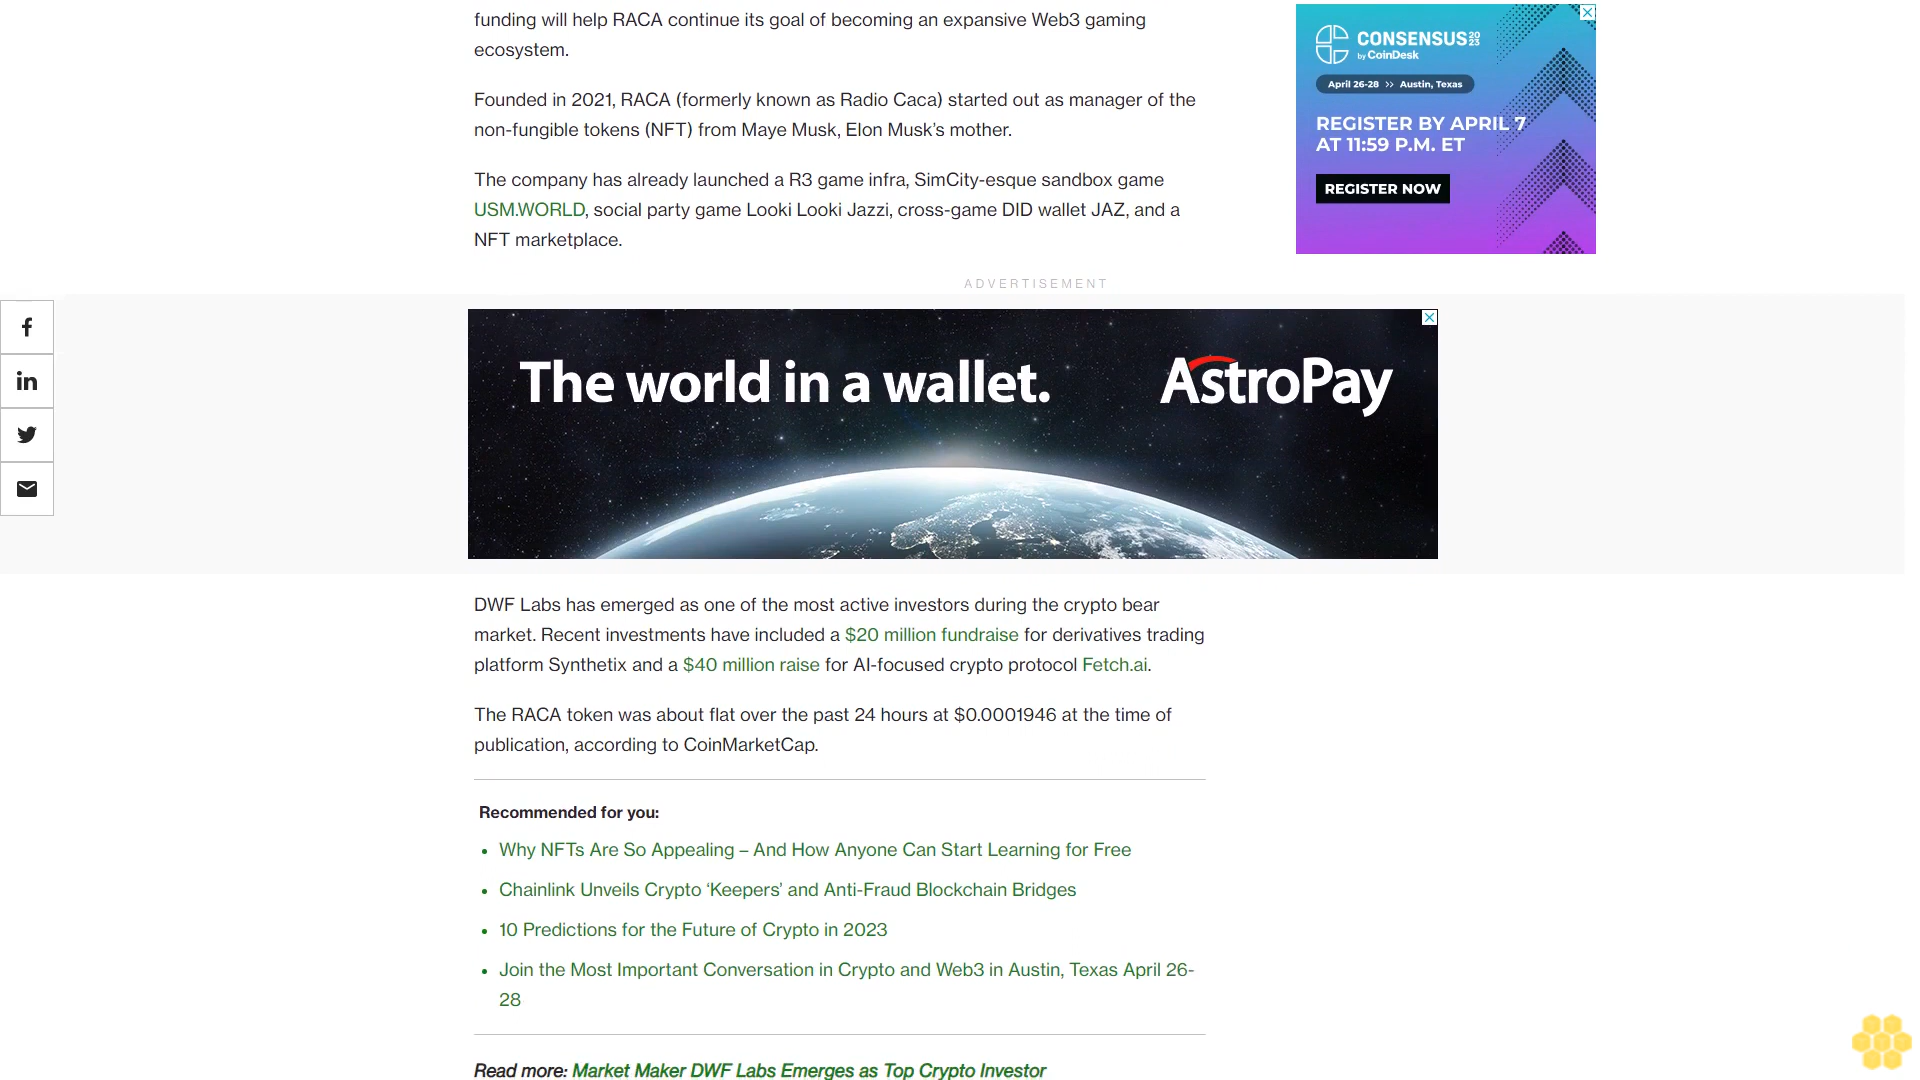 funding will help RACA continue its goal of becoming an expansive Web3 gaming
ecosystem.
Founded in 2021, RACA (formerly known as Radio Caca) started out as manager of the
non-fungible tokens (NFT) from Maye Musk, Elon Musk’s mother.
The company has already launched a R3 game infra, SimCity-esque sandbox game
USM.WORLD, social party game Looki Looki Jazzi, cross-game DID wallet JAZ, and a
NFT marketplace.
CONSENSUS 2023
by CoinDesk
April 26-28 >> Austin, Texas
REGISTER BY APRIL 7
AT 11:59 P.M. ET
REGISTER NOW
ADVERTISEMENT
The world in a wallet.
AstroPay
DWF Labs has emerged as one of the most active investors during the crypto bear
market. Recent investments have included a $20 million fundraise for derivatives trading
platform Synthetix and a $40 million raise for AI-focused crypto protocol Fetch.ai.
The RACA token was about flat over the past 24 hours at $0.0001946 at the time of
publication, according to CoinMarketCap.
Recommended for you:
• Why NFTs Are So Appealing – And How Anyone Can Start Learning for Free
• Chainlink Unveils Crypto ‘Keepers’ and Anti-Fraud Blockchain Bridges
• 10 Predictions for the Future of Crypto in 2023
• Join the Most Important Conversation in Crypto and Web3 in Austin, Texas April 26-
28
Read more: Market Maker DWF Labs Emerges as Top Crypto Investor